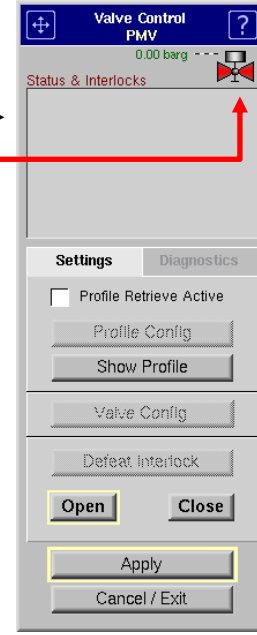 Valve Control
?
PMV
0.00 barg
Status & Interlocks
Settings
Diagnostics
Profile Retrieve Active
Profile Config
Show Profile
Valve Config
Defeat Interlock
Open
Close
Apply
Cancel / Exit